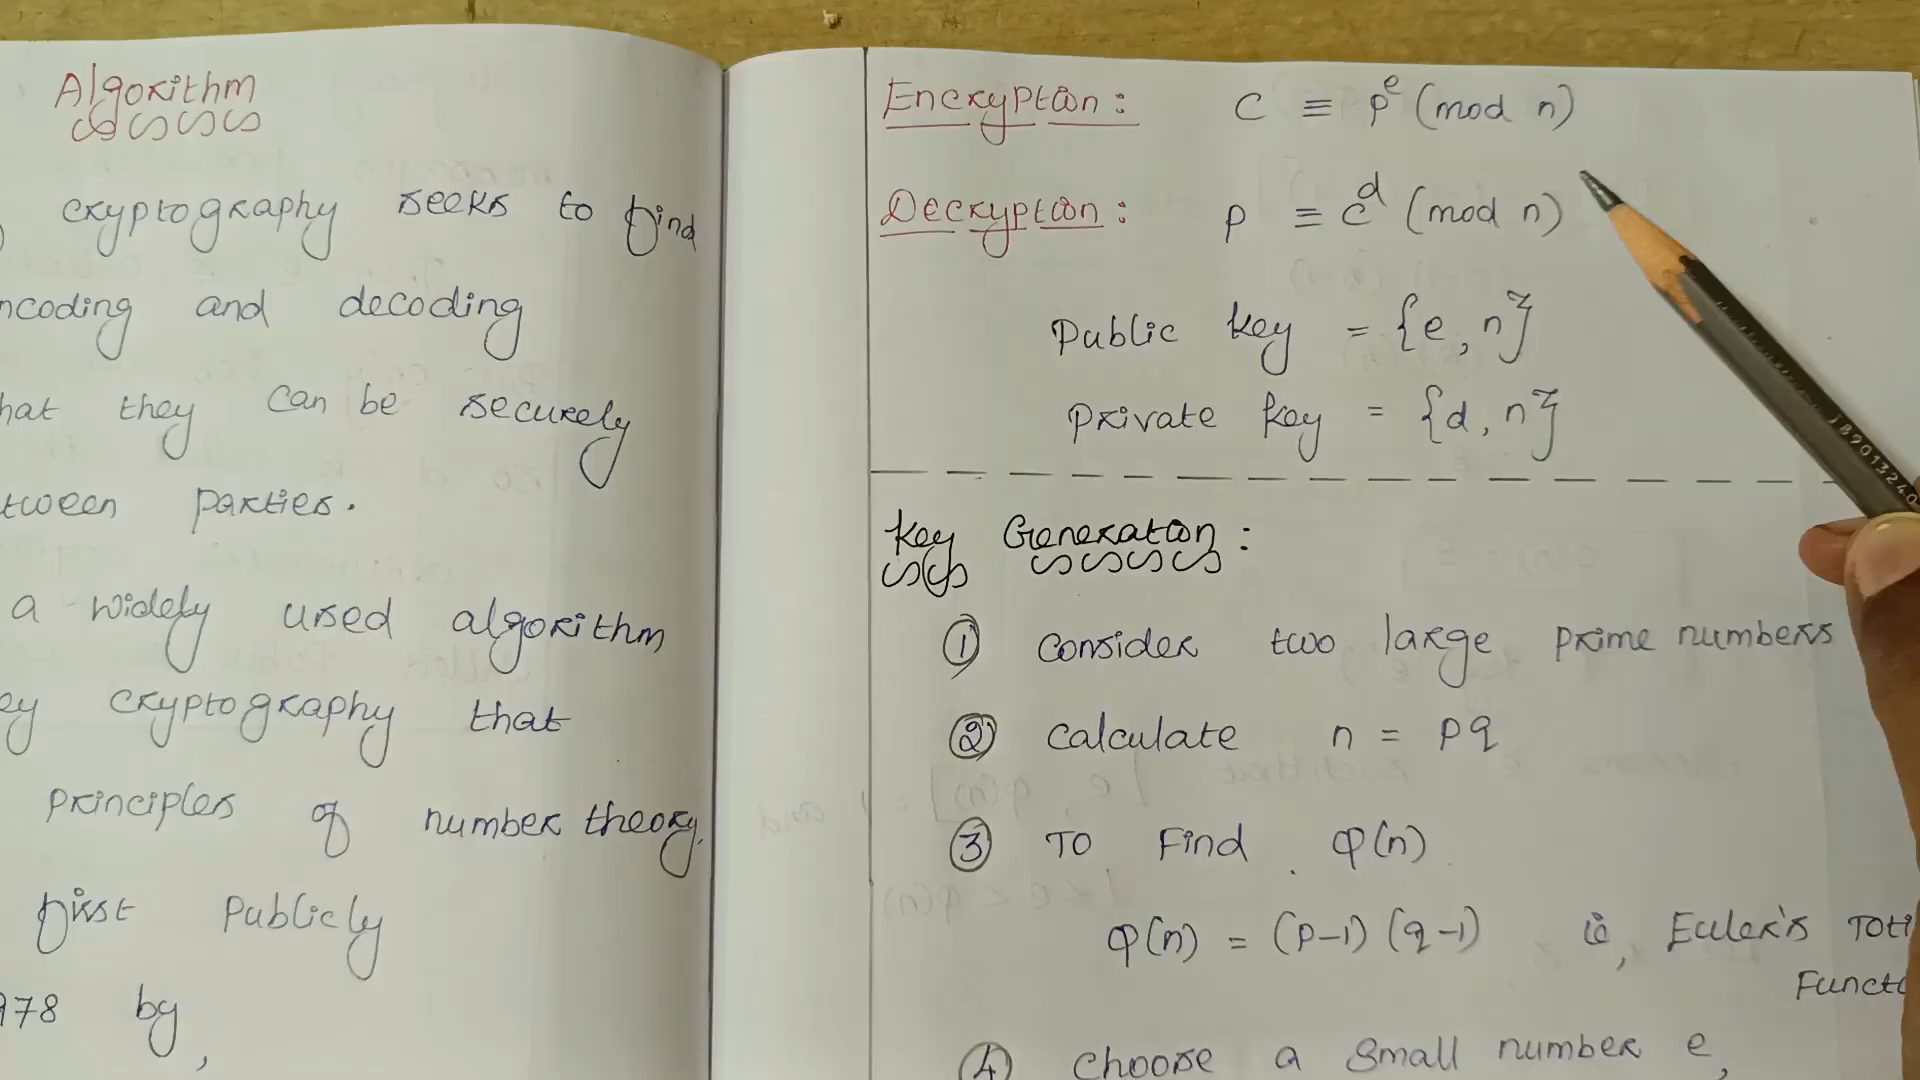 Algorithm
cryptography seeks to find
ncoding and decoding
hat they can be securely
tween parties.
a widely used algorithm
ey cryptography that
principles of number theory.
first Publicly
978 by,
Encryption: C ≡ P^e (mod n)
Decryption: P ≡ C^d (mod n)
Public key = {e, n}
Private key = {d, n}
Key Generation:
① Consider two large prime numbers
② Calculate n = pq
③ To Find φ(n)
φ(n) = (p-1) (q-1) ie, Euler's Toti
Functi
④ Choose a small number e,